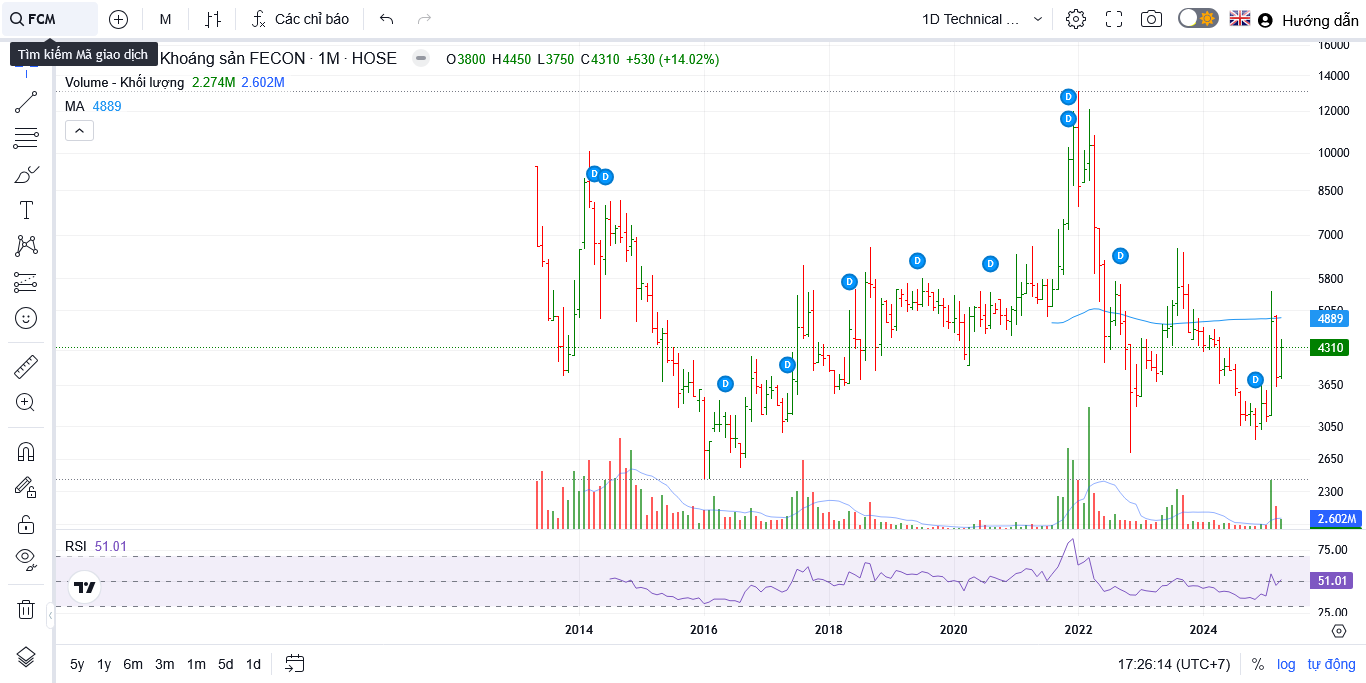 FCM
M
Các chỉ báo
1D Technical ...
Hướng dẫn
Tìm kiếm Mã giao dịch
Khoáng sản FECON · 1M · HOSE
O3800 H4450 L3750 C4310 +530 (+14.02%)
Volume - Khối lượng 2.274M 2.602M
MA 4889
D
D
D
D
D
D
D
D
D
D
D
D
16000
14000
12000
10000
8500
7000
5800
5050
4889
4310
3650
3050
2650
2300
2.602M
RSI 51.01
75.00
51.01
25.00
2014 2016 2018 2020 2022 2024
5y 1y 6m 3m 1m 5d 1d
17:26:14 (UTC+7) % log tự động